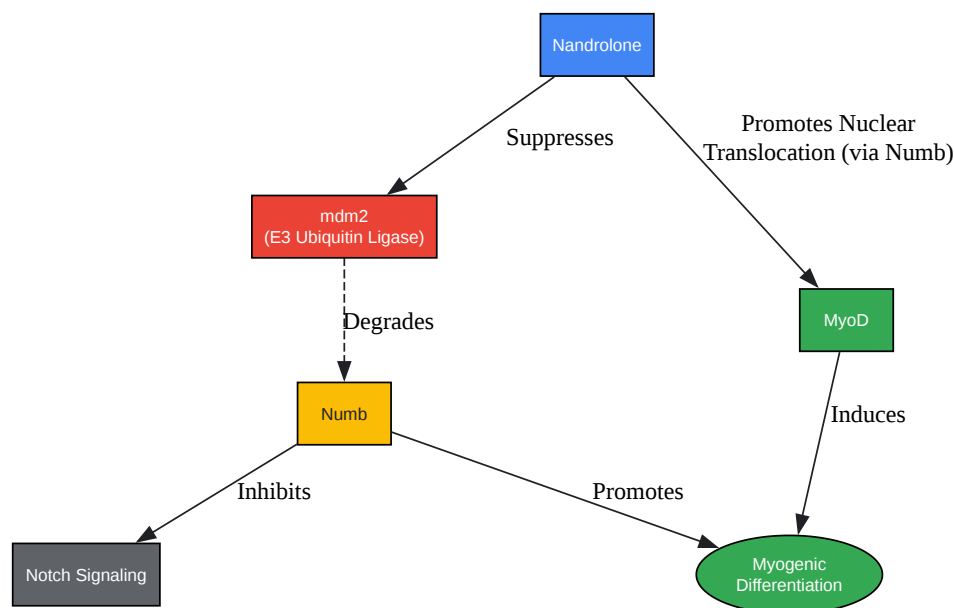 Nandrolone
Suppresses
Promotes Nuclear
Translocation (via Numb)
mdm2
(E3 Ubiquitin Ligase)
Degrades
MyoD
Numb
Induces
Inhibits
Promotes
Notch Signaling
Myogenic
Differentiation